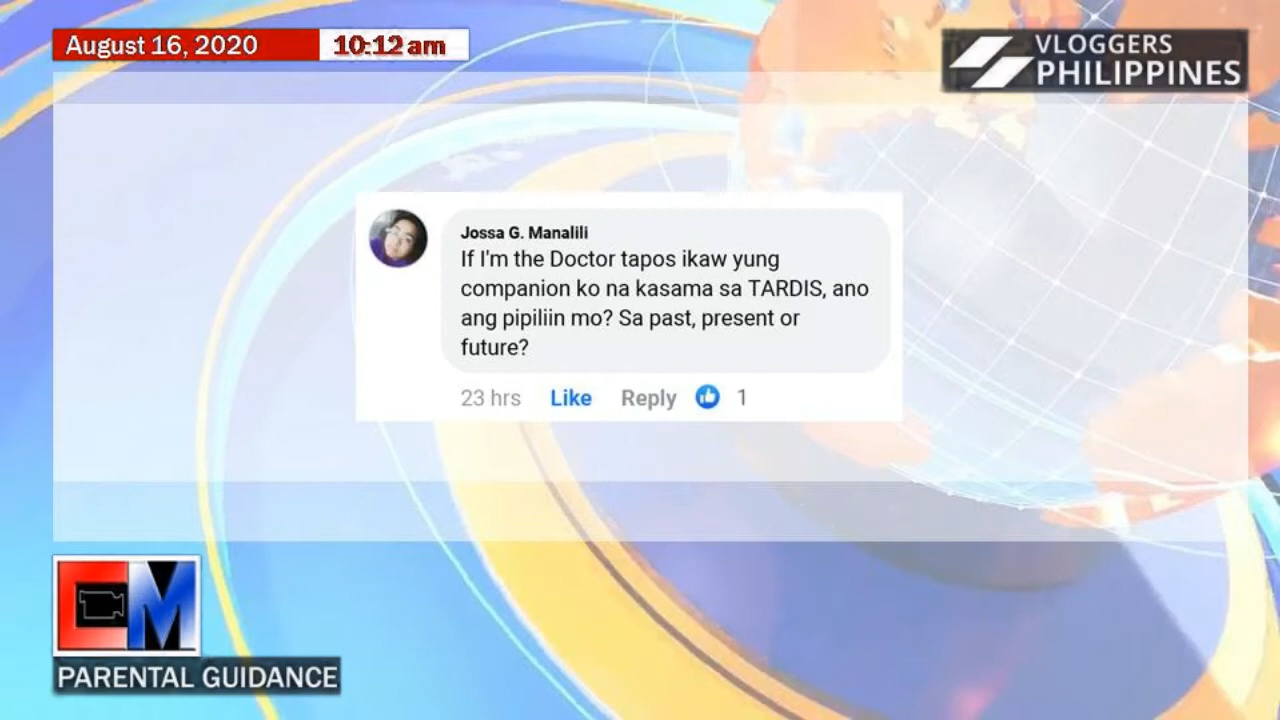 August 16, 2020 10:12 am
VLOGGERS
PHILIPPINES
Jossa G. Manalili
If I'm the Doctor tapos ikaw yung
companion ko na kasama sa TARDIS, ano
ang pipiliin mo? Sa past, present or
future?
23 hrs Like Reply 1
CM
PARENTAL GUIDANCE